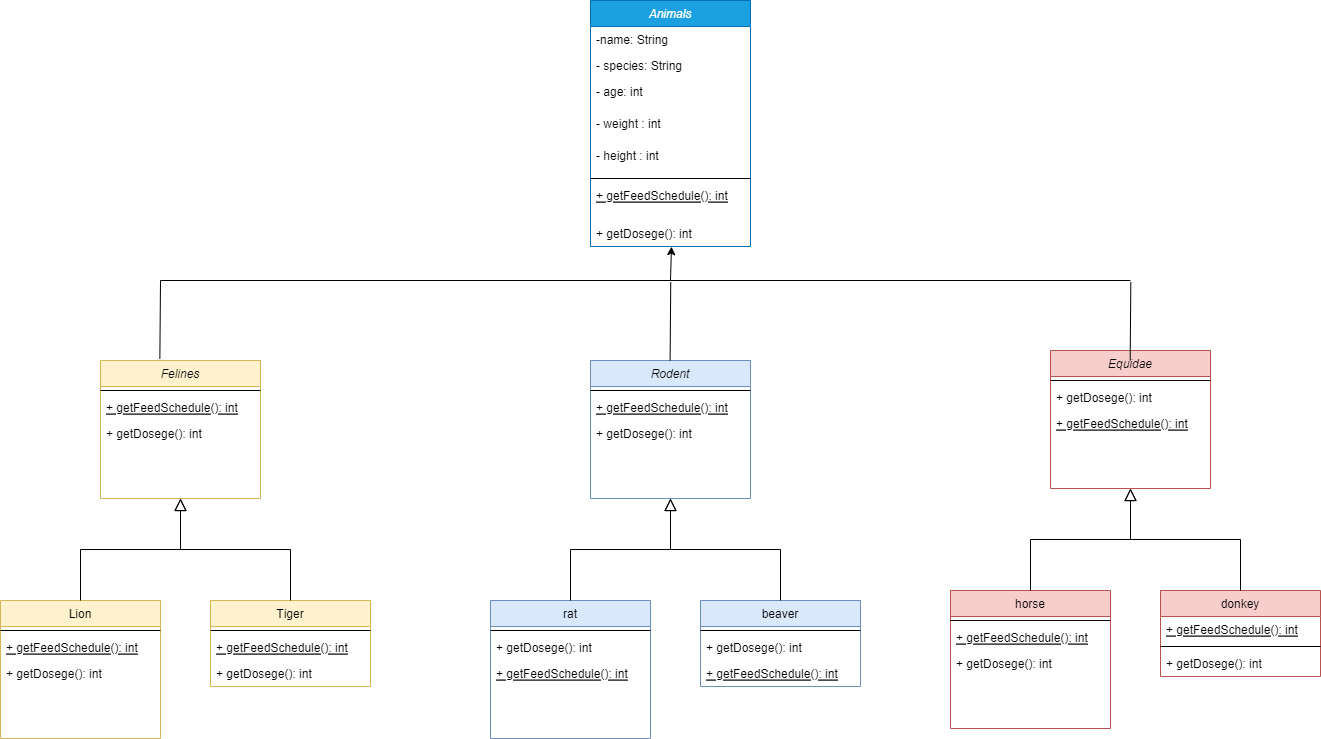 Animals
-name: String
- species: String
- age: int
- weight : int
- height : int
+ getFeedSchedule(): int
+ getDosege(): int
Felines
+ getFeedSchedule(): int
+ getDosege(): int
Rodent
+ getFeedSchedule(): int
+ getDosege(): int
Equidae
+ getDosege(): int
+ getFeedSchedule(): int
Lion
+ getFeedSchedule(): int
+ getDosege(): int
Tiger
+ getFeedSchedule(): int
+ getDosege(): int
rat
+ getDosege(): int
+ getFeedSchedule(): int
beaver
+ getDosege(): int
+ getFeedSchedule(): int
horse
+ getFeedSchedule(): int
+ getDosege(): int
donkey
+ getFeedSchedule(): int
+ getDosege(): int